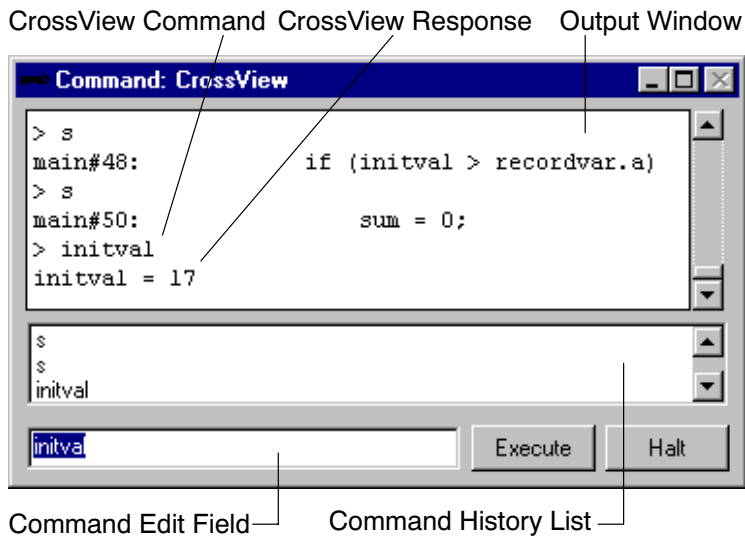 CrossView Command CrossView Response Output Window
Command: CrossView
> s
main#48: if (initval > recordvar.a)
> s
main#50: sum = 0;
> initval
initval = 17
s
s
initval
initval Execute Halt
Command Edit Field Command History List